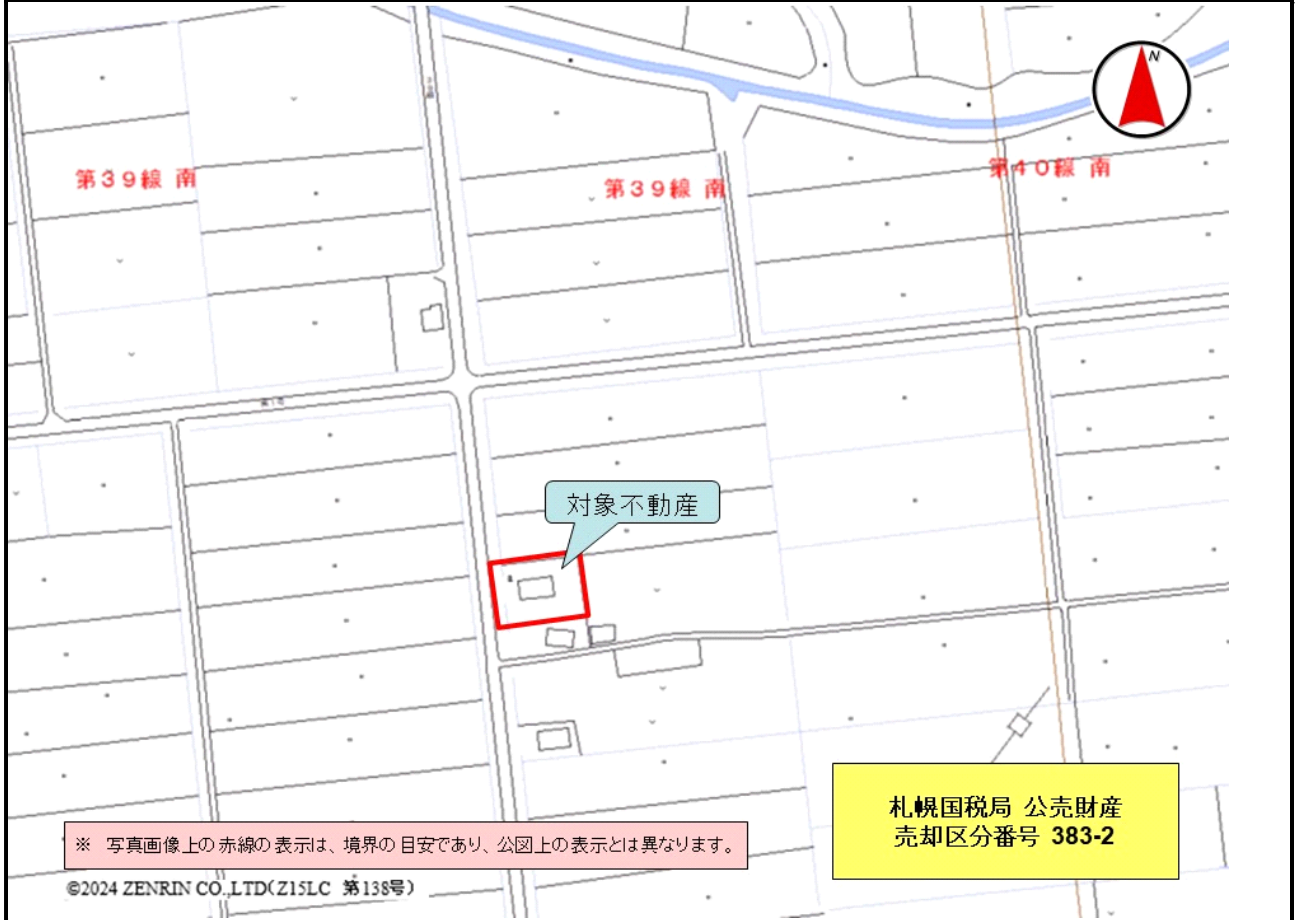 N
第39線 南
第39線 南
第40線 南
対象不動産
札幌国税局 公売財産
売却区分番号 383-2
※ 写真画像上の赤線の表示は、境界の目安であり、公図上の表示とは異なります。
©2024 ZENRIN CO.,LTD(Z15LC 第138号)